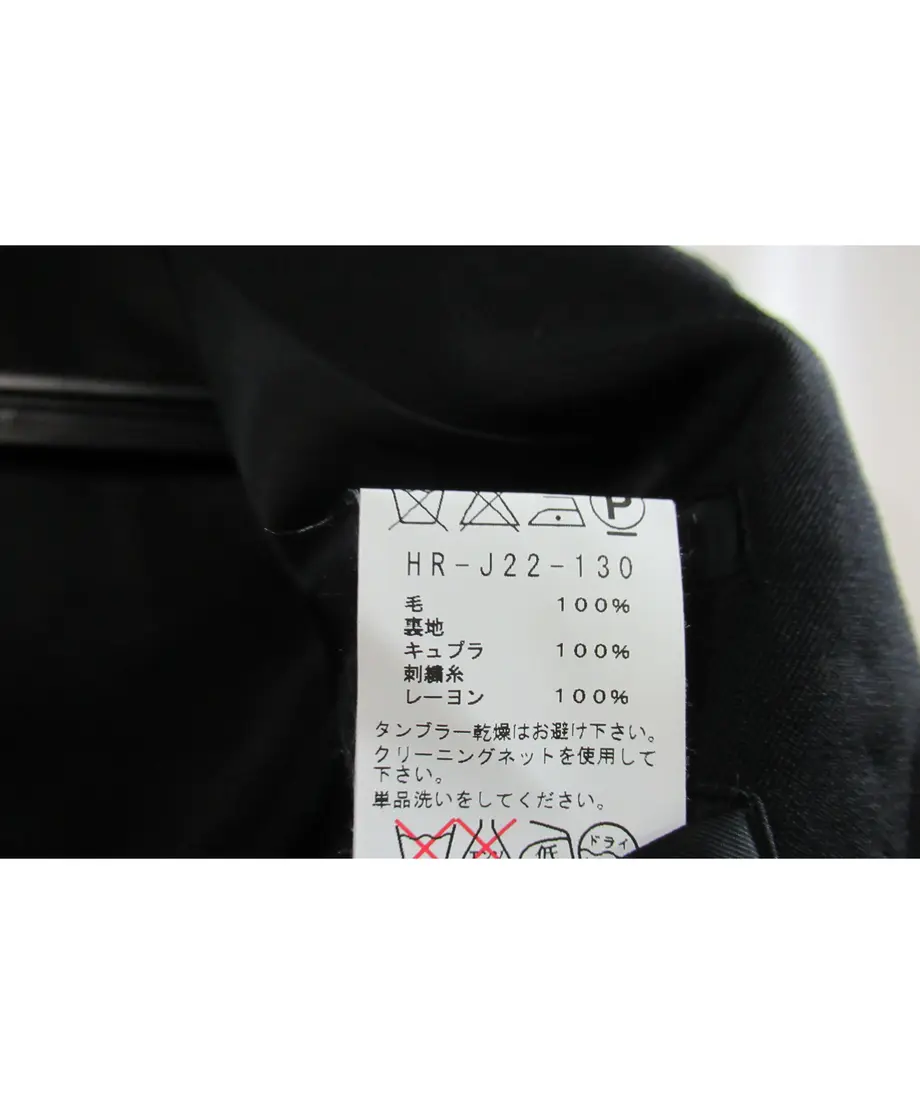 P
HR-J22-130
毛 100%
裏地
キュプラ 100%
刺繍糸
レーヨン 100%
タンブラー乾燥はお避け下さい。
クリーニングネットを使用して
下さい。
単品洗いをしてください。
低 ドライ